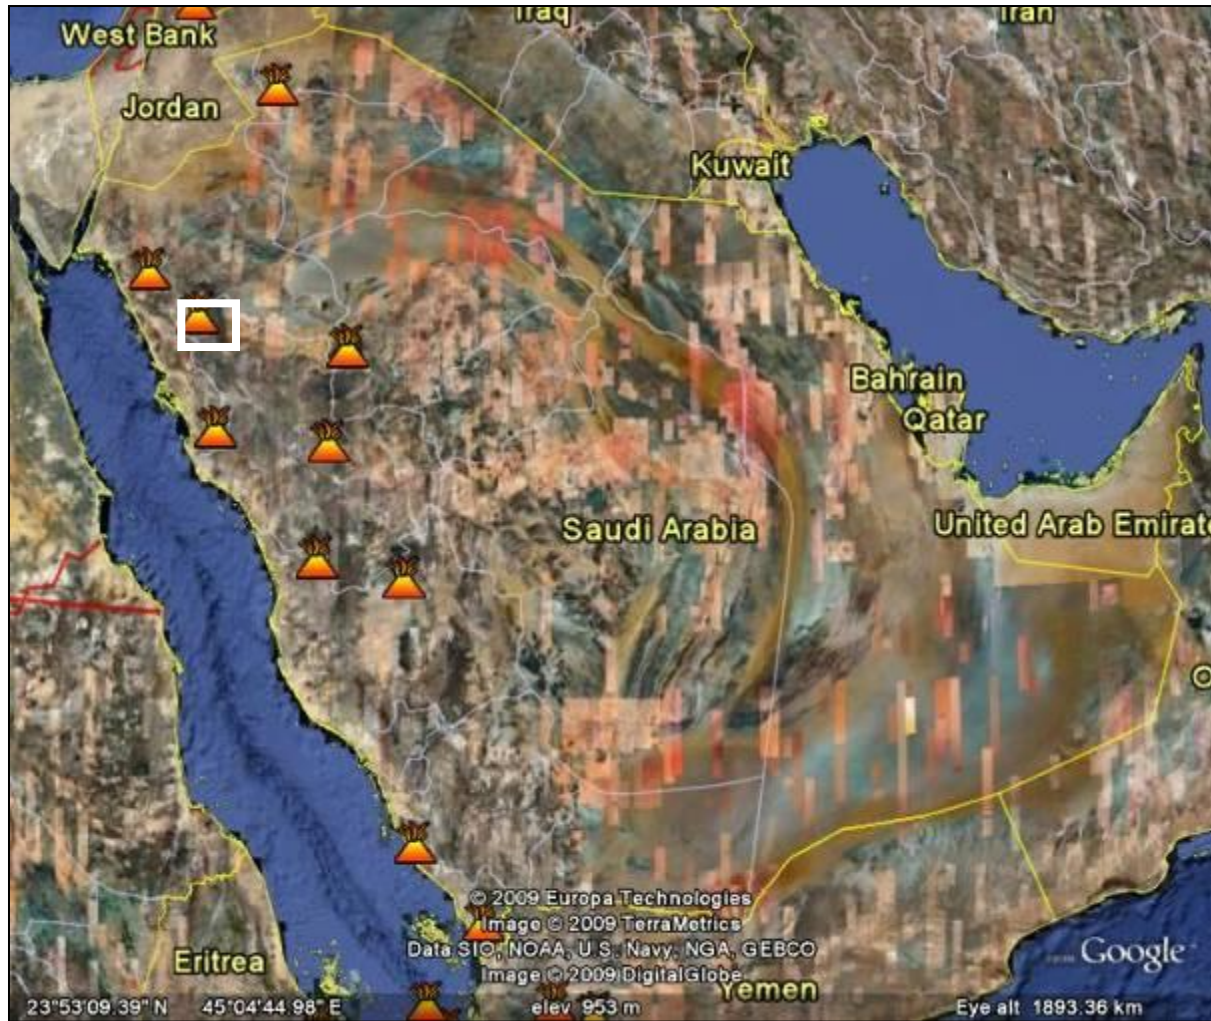 Iraq
Iran
West Bank
Jordan
Kuwait
Bahrain
Qatar
Saudi Arabia
United Arab Emirat
O
© 2009 Europa Technologies
Image © 2009 TerraMetrics
Data SIO, NOAA, U.S. Navy, NGA, GEBCO
Image © 2009 DigitalGlobe
Google
Eritrea
Yemen
23°53'09.39" N 45°04'44.98" E elev 953 m Eye alt 1893.36 km